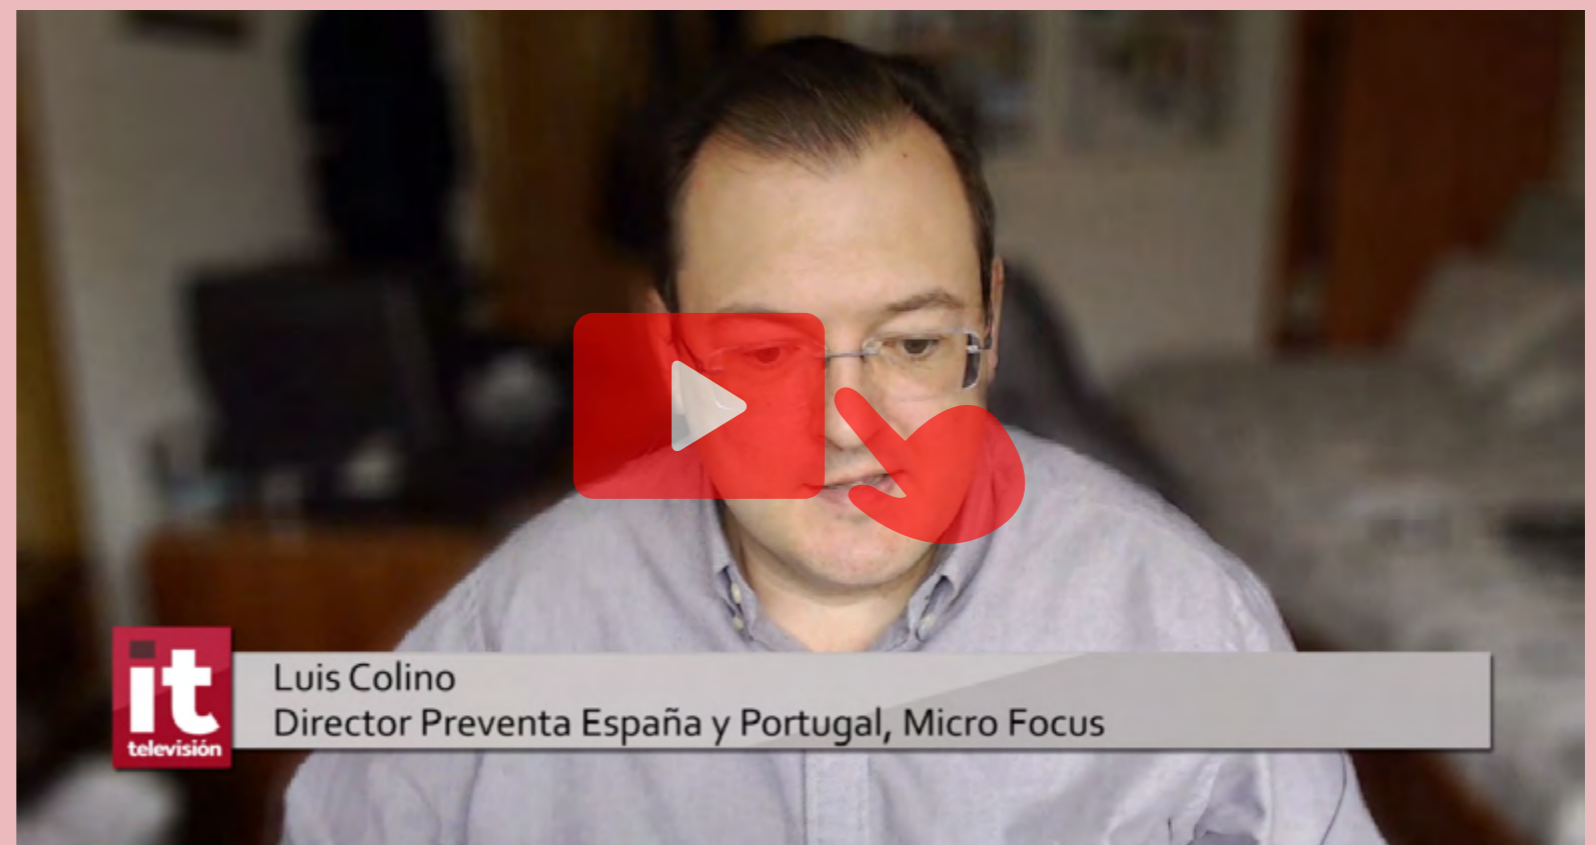 Luis Colino
Director Preventa España y Portugal, Micro Focus
it
televisión